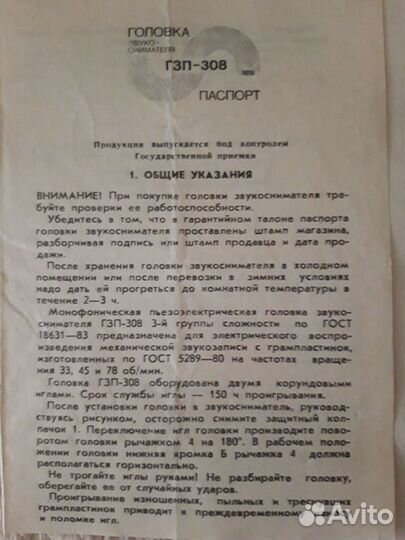 ГОЛОВКА
ЗВУКО-
СНИМАТЕЛЯ
ГЗП-308
ПАСПОРТ
Продукция выпускается под контролем
Государственной приемки
1. ОБЩИЕ УКАЗАНИЯ
ВНИМАНИЕ! При покупке головки звукоснимателя тре-
буйте проверки ее работоспособности.
Убедитесь в том, что в гарантийном талоне паспорта
головки звукоснимателя проставлены штамп магазина,
разборчивая подпись или штамп продавца и дата про-
дажи.
После хранения головки звукоснимателя в холодном
помещении или после перевозки в зимних условиях
надо дать ей прогреться до комнатной температуры в
течение 2—3 ч.
Монофоническая пьезоэлектрическая головка звуко-
снимателя ГЗП-308 3-й группы сложности по ГОСТ
18631—83 предназначена для электрического воспро-
изведения механической звукозаписи с грампластинок,
изготовленных по ГОСТ 5289—80 на частотах враще-
ния 33, 45 и 78 об/мин.
Головка ГЗП-308 оборудована двумя корундовыми
иглами. Срок службы иглы — 150 ч проигрывания.
После установки головки в звукосниматель, руковод-
ствуясь рисунком, осторожно снимите защитный кол-
пачок 1. Переключение игл головки производите пово-
ротом головки рычажком 4 на 180°. В рабочем поло-
жении головки нижняя кромка Б рычажка 4 должна
располагаться горизонтально.
Не трогайте иглы руками! Не разбирайте головку,
оберегайте ее от случайных ударов.
Проигрывание изношенных, пыльных и треснувших
грампластинок приводит к преждевременному
и поломке игл.
Avito